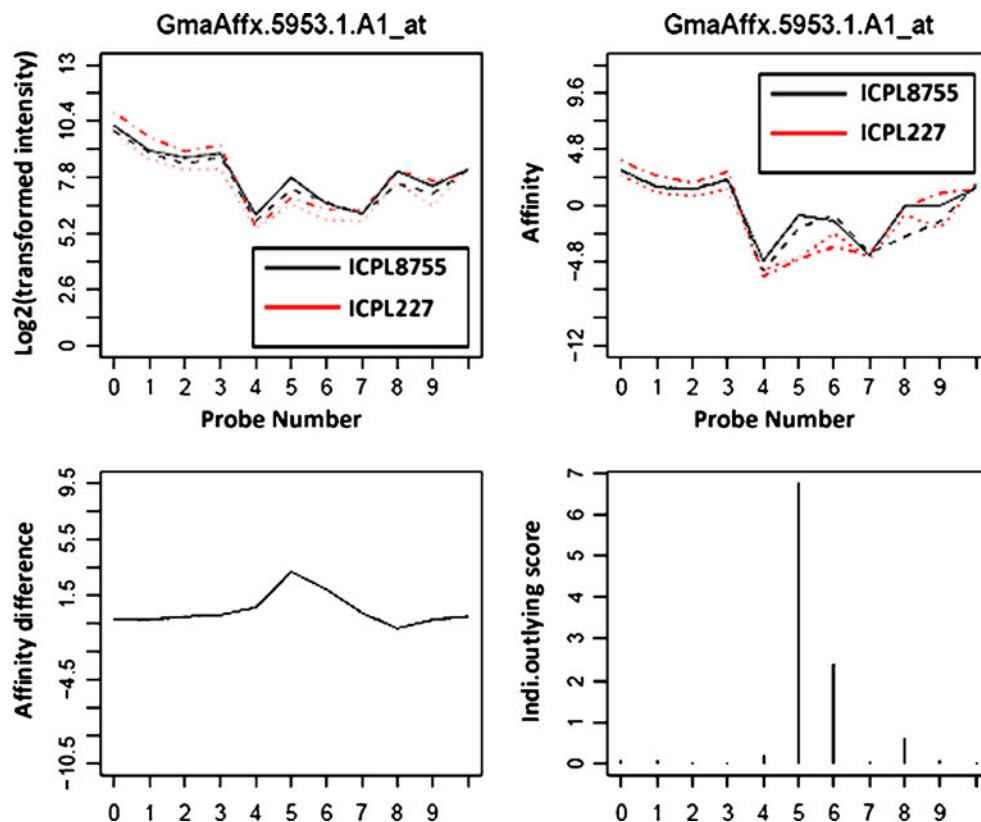 GmaAffx.5953.1.A1_at
Log2(transformed intensity)
13
10.4
7.8
5.2
2.6
0
ICPL8755
ICPL227
0 1 2 3 4 5 6 7 8 9
Probe Number
GmaAffx.5953.1.A1_at
Affinity
9.6
4.8
0
-4.8
-12
ICPL8755
ICPL227
0 1 2 3 4 5 6 7 8 9
Probe Number
Affinity difference
9.5
5.5
1.5
-4.5
-10.5
0 1 2 3 4 5 6 7 8 9
Indi.outlying score
7
6
5
4
3
2
1
0
0 1 2 3 4 5 6 7 8 9